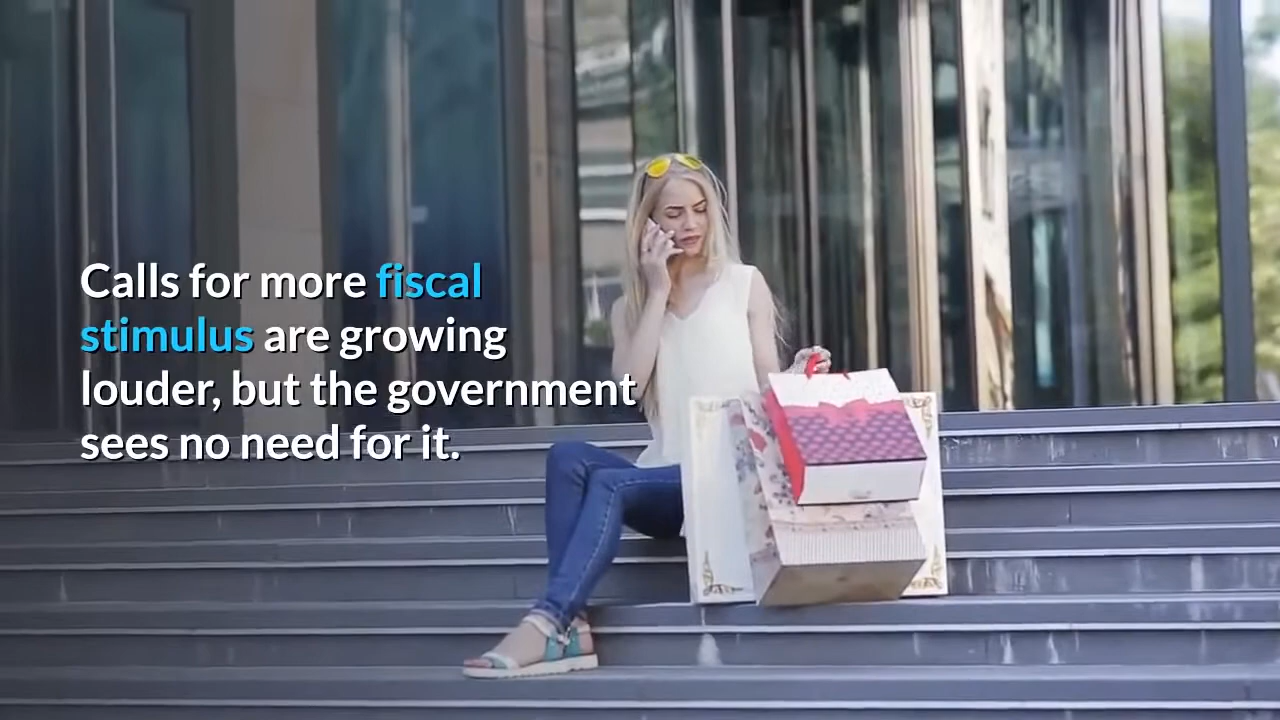 Calls for more fiscal
stimulus are growing
louder, but the government
sees no need for it.